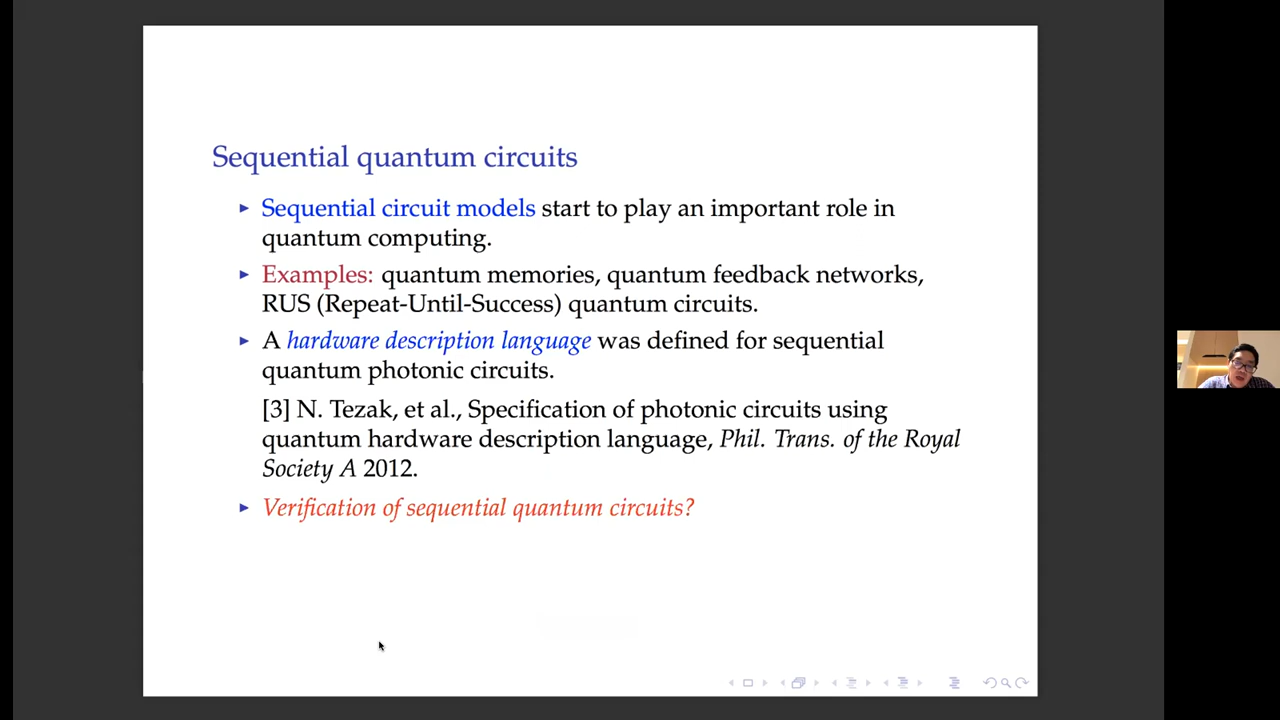 Sequential quantum circuits
Sequential circuit models start to play an important role in
quantum computing.
Examples: quantum memories, quantum feedback networks,
RUS (Repeat-Until-Success) quantum circuits.
A hardware description language was defined for sequential
quantum photonic circuits.
[3] N. Tezak, et al., Specification of photonic circuits using
quantum hardware description language, Phil. Trans. of the Royal
Society A 2012.
Verification of sequential quantum circuits?